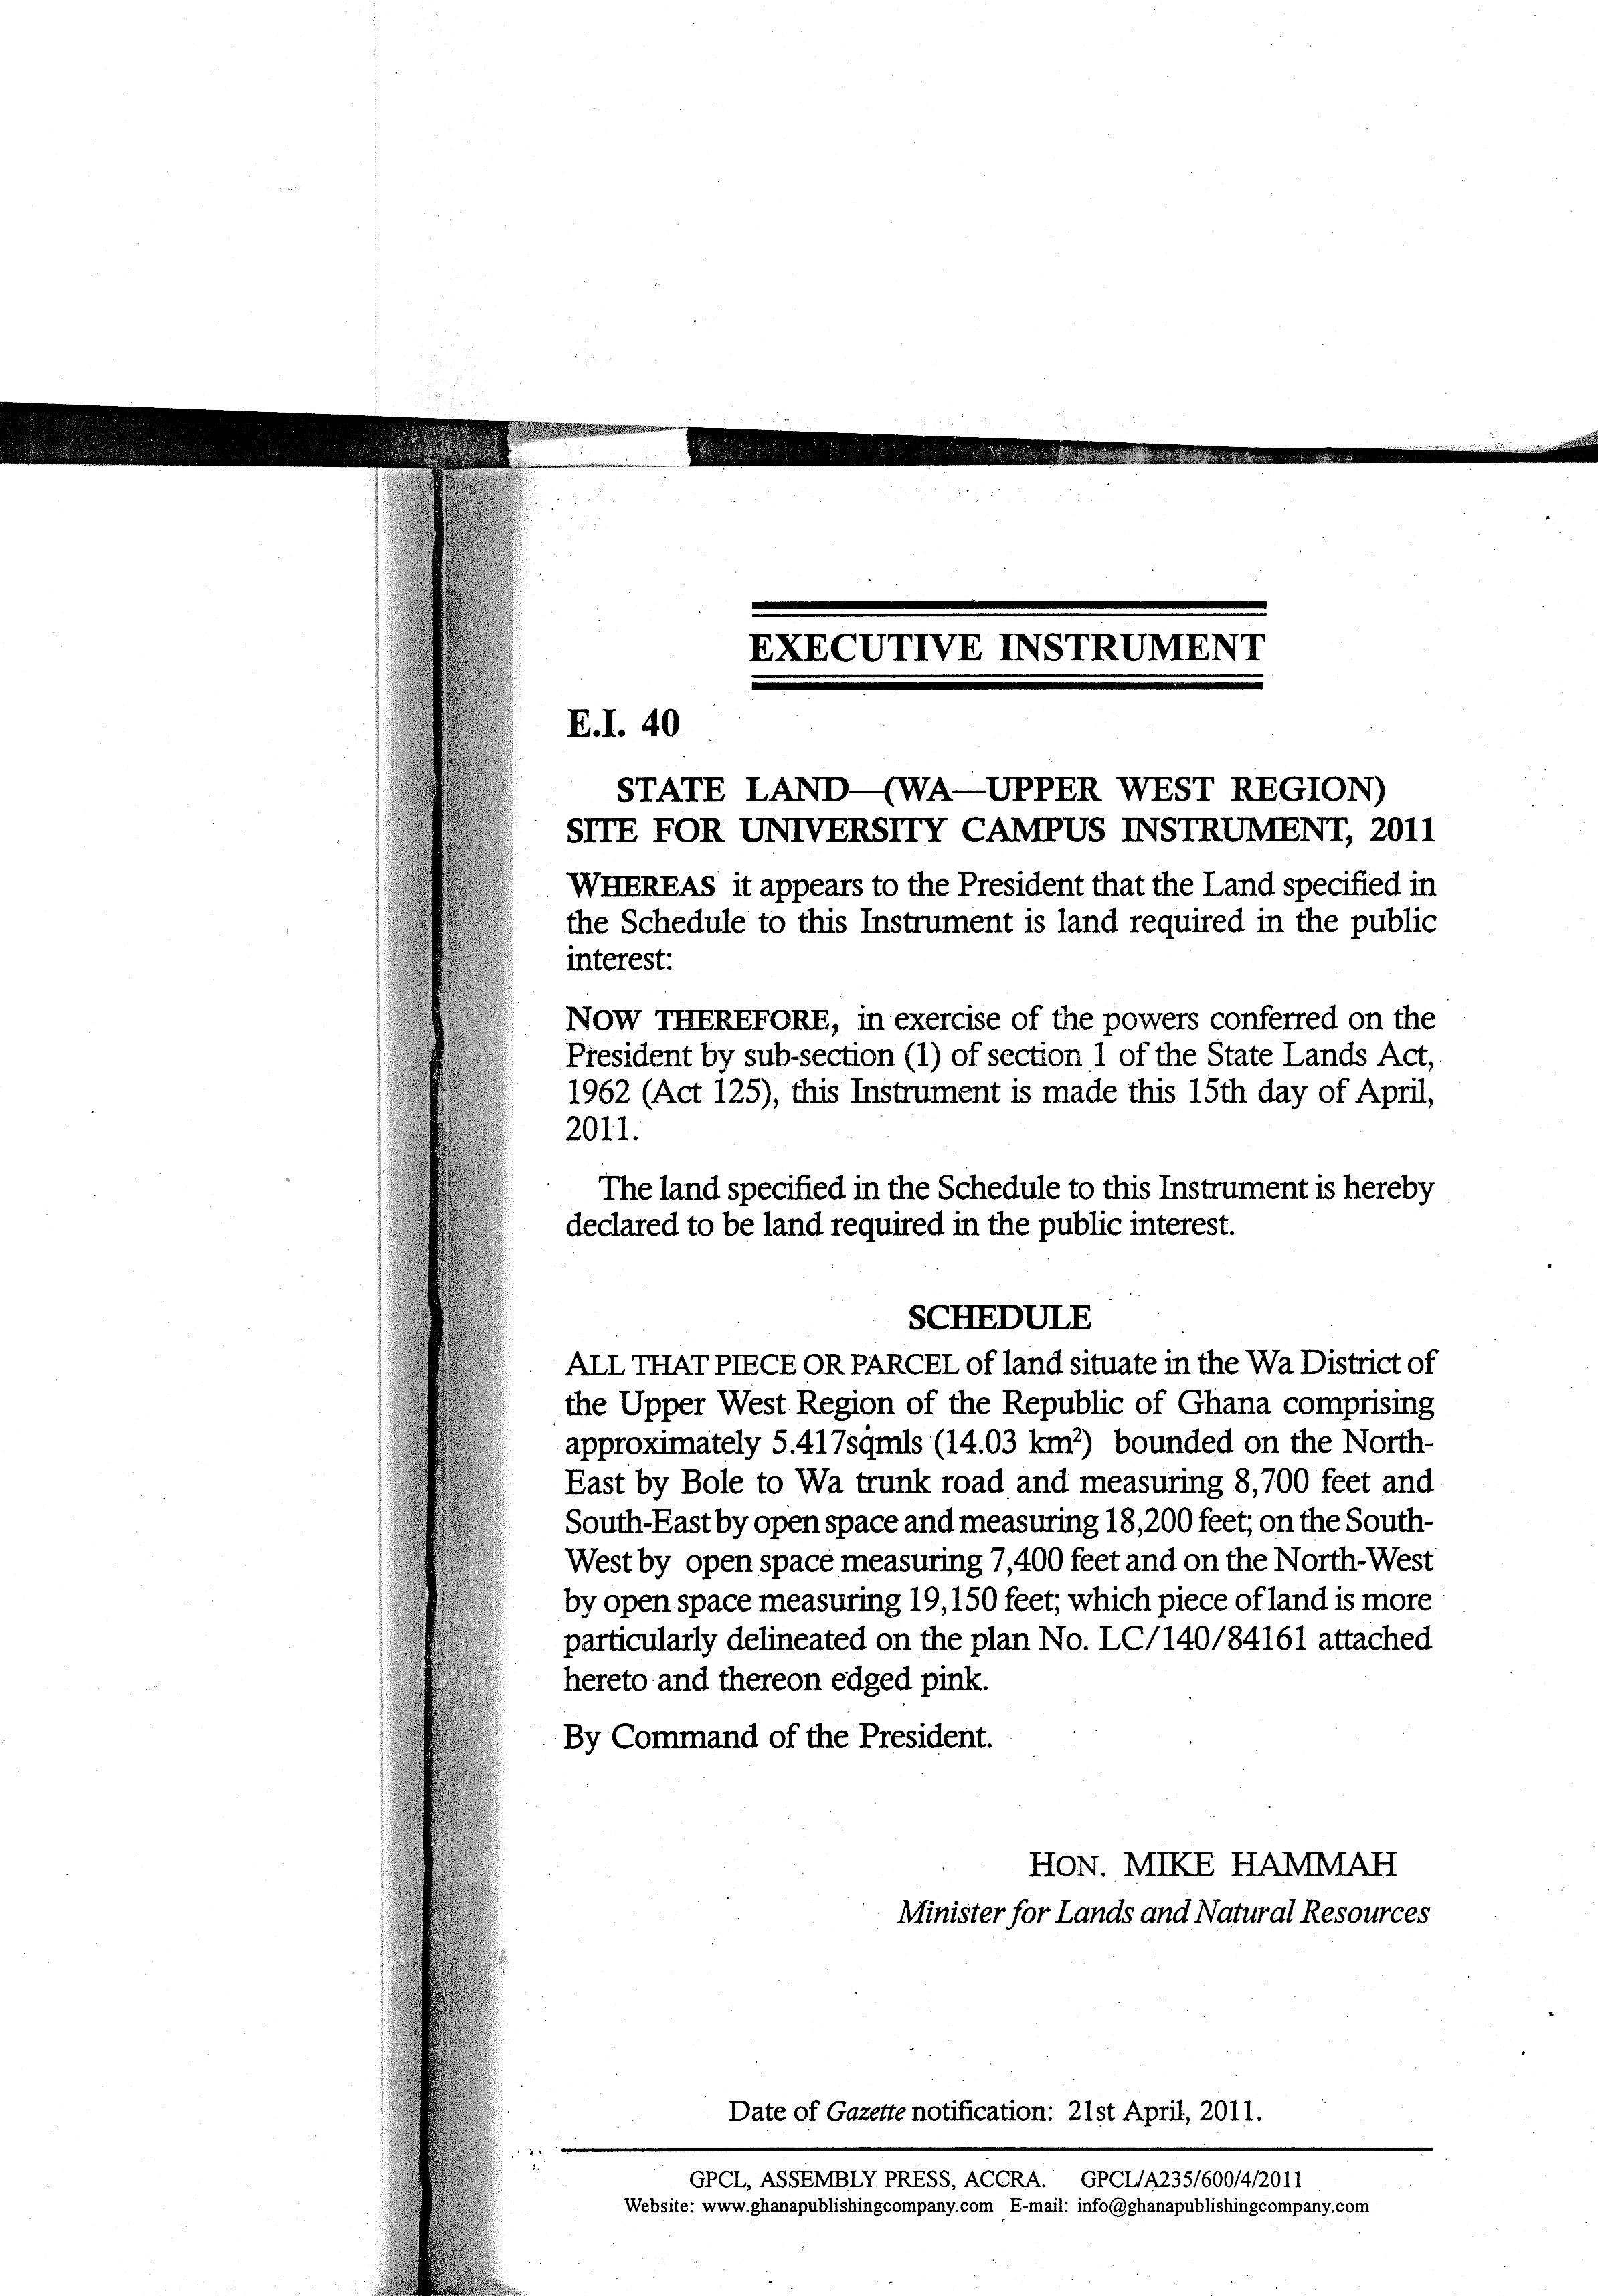 EXECUTIVE INSTRUMENT
E.I. 40
STATE LAND—(WA—UPPER WEST REGION)
SITE FOR UNIVERSITY CAMPUS INSTRUMENT, 2011
WHEREAS it appears to the President that the Land specified in
the Schedule to this Instrument is land required in the public
interest:
NOW THEREFORE, in exercise of the powers conferred on the
President by sub-section (1) of section 1 of the State Lands Act,
1962 (Act 125), this Instrument is made this 15th day of April,
2011.
The land specified in the Schedule to this Instrument is hereby
declared to be land required in the public interest.
SCHEDULE
ALL THAT PIECE OR PARCEL of land situate in the Wa District of
the Upper West Region of the Republic of Ghana comprising
approximately 5.417sqmls (14.03 km²) bounded on the North-
East by Bole to Wa trunk road and measuring 8,700 feet and
South-East by open space and measuring 18,200 feet; on the South-
West by open space measuring 7,400 feet and on the North-West
by open space measuring 19,150 feet; which piece of land is more
particularly delineated on the plan No. LC/140/84161 attached
hereto and thereon edged pink.
By Command of the President.
HON. MIKE HAMMAH
Minister for Lands and Natural Resources
Date of Gazette notification: 21st April, 2011.
GPCL, ASSEMBLY PRESS, ACCRA. GPCL/A235/600/4/2011
Website: www.ghanapublishingcompany.com E-mail: info@ghanapublishingcompany.com